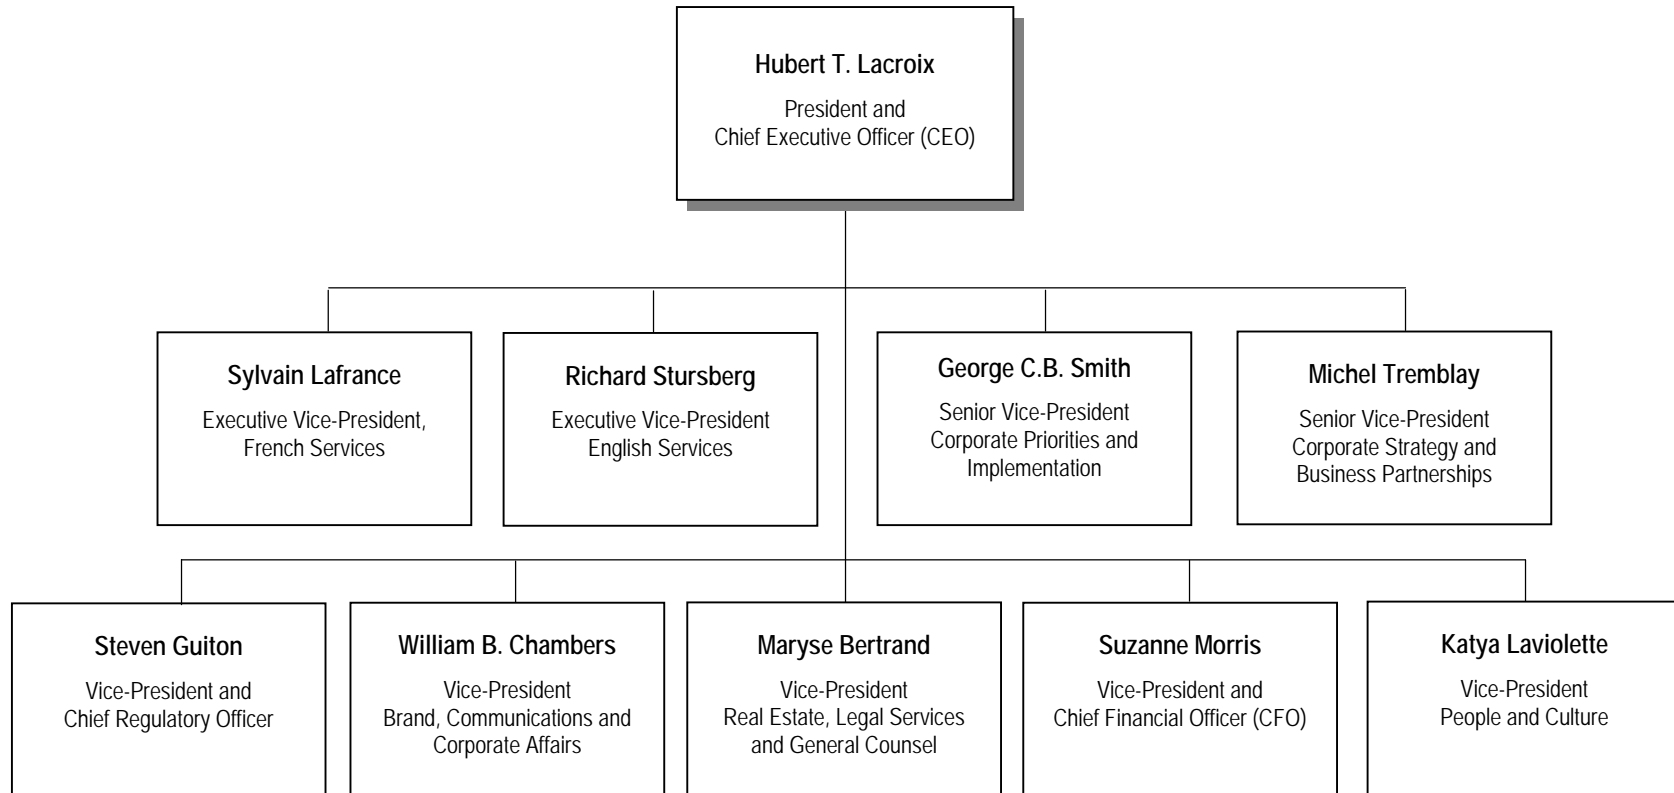 Hubert T. Lacroix
President and
Chief Executive Officer (CEO)
Sylvain Lafrance
Executive Vice-President,
French Services
Richard Stursberg
Executive Vice-President
English Services
George C.B. Smith
Senior Vice-President
Corporate Priorities and
Implementation
Michel Tremblay
Senior Vice-President
Corporate Strategy and
Business Partnerships
Steven Guiton
Vice-President and
Chief Regulatory Officer
William B. Chambers
Vice-President
Brand, Communications and
Corporate Affairs
Maryse Bertrand
Vice-President
Real Estate, Legal Services
and General Counsel
Suzanne Morris
Vice-President and
Chief Financial Officer (CFO)
Katya Laviolette
Vice-President
People and Culture